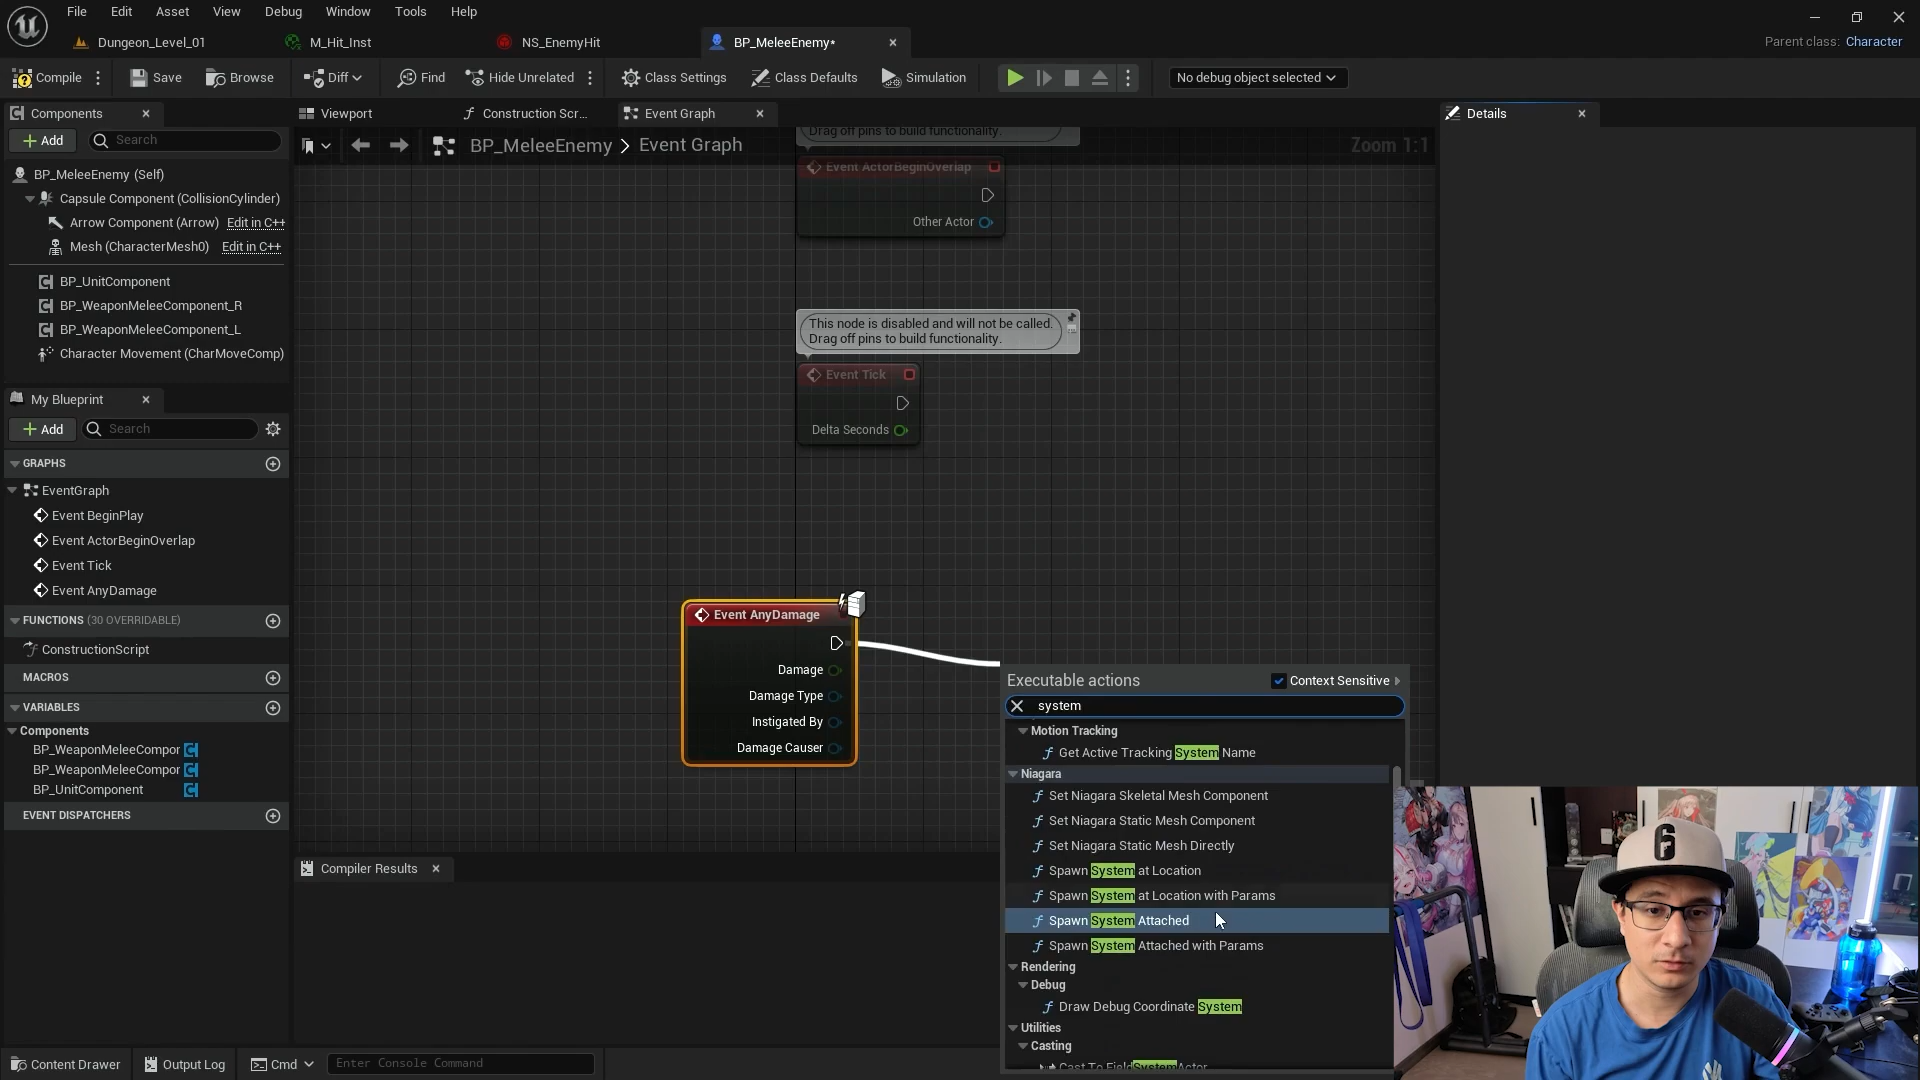 File Edit Asset View Debug Window Tools Help
Dungeon_Level_01 M_Hit_Inst NS_EnemyHit BP_MeleeEnemy*
Parent class: Character
Compile Save Browse Diff Find Hide Unrelated Class Settings Class Defaults Simulation No debug object selected
Components
Add Search
BP_MeleeEnemy (Self)
Capsule Component (CollisionCylinder)
Arrow Component (Arrow) Edit in C++
Mesh (CharacterMesh0) Edit in C++
BP_UnitComponent
BP_WeaponMeleeComponent_R
BP_WeaponMeleeComponent_L
Character Movement (CharMoveComp)
My Blueprint
Add Search
GRAPHS
EventGraph
Event BeginPlay
Event ActorBeginOverlap
Event Tick
Event AnyDamage
FUNCTIONS (30 OVERRIDABLE)
ConstructionScript
MACROS
VARIABLES
Components
BP_WeaponMeleeCompor
BP_WeaponMeleeCompor
BP_UnitComponent
EVENT DISPATCHERS
Viewport Construction Scr... Event Graph
BP_MeleeEnemy > Event Graph
Zoom 1:1
Drag off pins to build functionality.
Event ActorBeginOverlap
Other Actor
This node is disabled and will not be called.
Drag off pins to build functionality.
Event Tick
Delta Seconds
Event AnyDamage
Damage
Damage Type
Instigated By
Damage Causer
Executable actions Context Sensitive
system
Motion Tracking
Get Active Tracking System Name
Niagara
Set Niagara Skeletal Mesh Component
Set Niagara Static Mesh Component
Set Niagara Static Mesh Directly
Spawn System at Location
Spawn System at Location with Params
Spawn System Attached
Spawn System Attached with Params
Rendering
Debug
Draw Debug Coordinate System
Utilities
Casting
Cast To FieldSystemActor
Details
Compiler Results
Content Drawer Output Log Cmd Enter Console Command